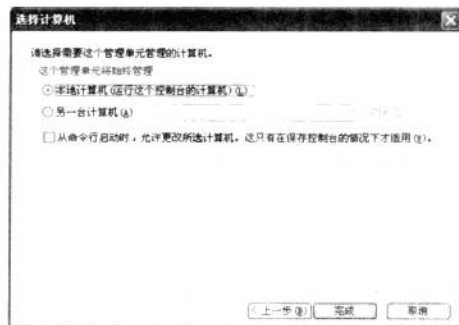 选择计算机
请选择需要这个管理单元管理的计算机。
这个管理单元将始终管理
本地计算机(运行这个控制台的计算机)(L)
另一台计算机(A)
从命令行启动时，允许更改所选计算机。这只有在保存控制台的情况下才适用(W)。
<上一步(B) 完成 取消